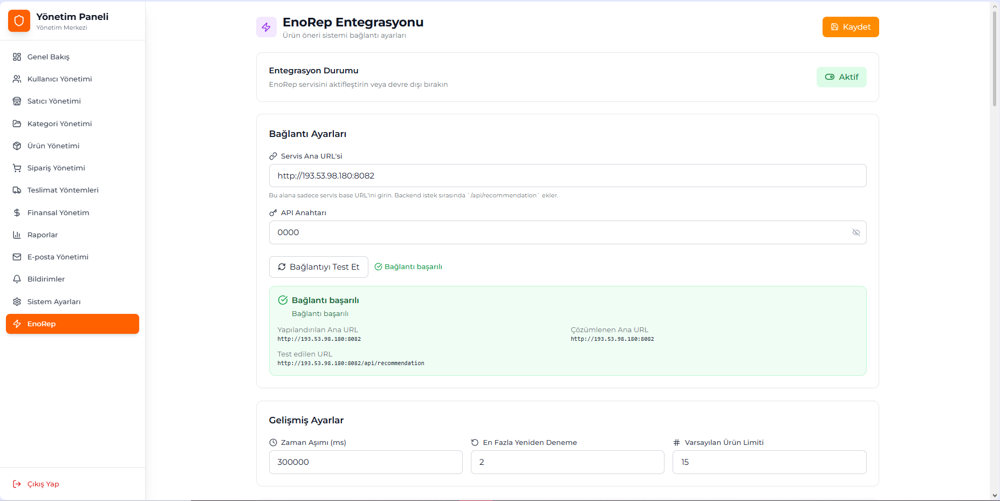 Yönetim Paneli
Yönetim Merkezi
Genel Bakış
Kullanıcı Yönetimi
Satıcı Yönetimi
Kategori Yönetimi
Ürün Yönetimi
Sipariş Yönetimi
Teslimat Yöntemleri
Finansal Yönetim
Raporlar
E-posta Yönetimi
Bildirimler
Sistem Ayarları
EnoRep
Çıkış Yap
EnoRep Entegrasyonu
Ürün öneri sistemi bağlantı ayarları
Kaydet
Entegrasyon Durumu
EnoRep servisini aktifleştirin veya devre dışı bırakın
Aktif
Bağlantı Ayarları
Servis Ana URL'si
http://193.53.98.180:8082
Bu alana sadece servis base URL'ini girin. Backend istek sırasında `/api/recommendation` ekler.
API Anahtarı
0000
Bağlantıyı Test Et
Bağlantı başarılı
Bağlantı başarılı
Bağlantı başarılı
Yapılandırılan Ana URL
http://193.53.98.180:8082
Çözümlenen Ana URL
http://193.53.98.180:8082
Test edilen URL
http://193.53.98.180:8082/api/recommendation
Gelişmiş Ayarlar
Zaman Aşımı (ms)
300000
En Fazla Yeniden Deneme
2
Varsayılan Ürün Limiti
15